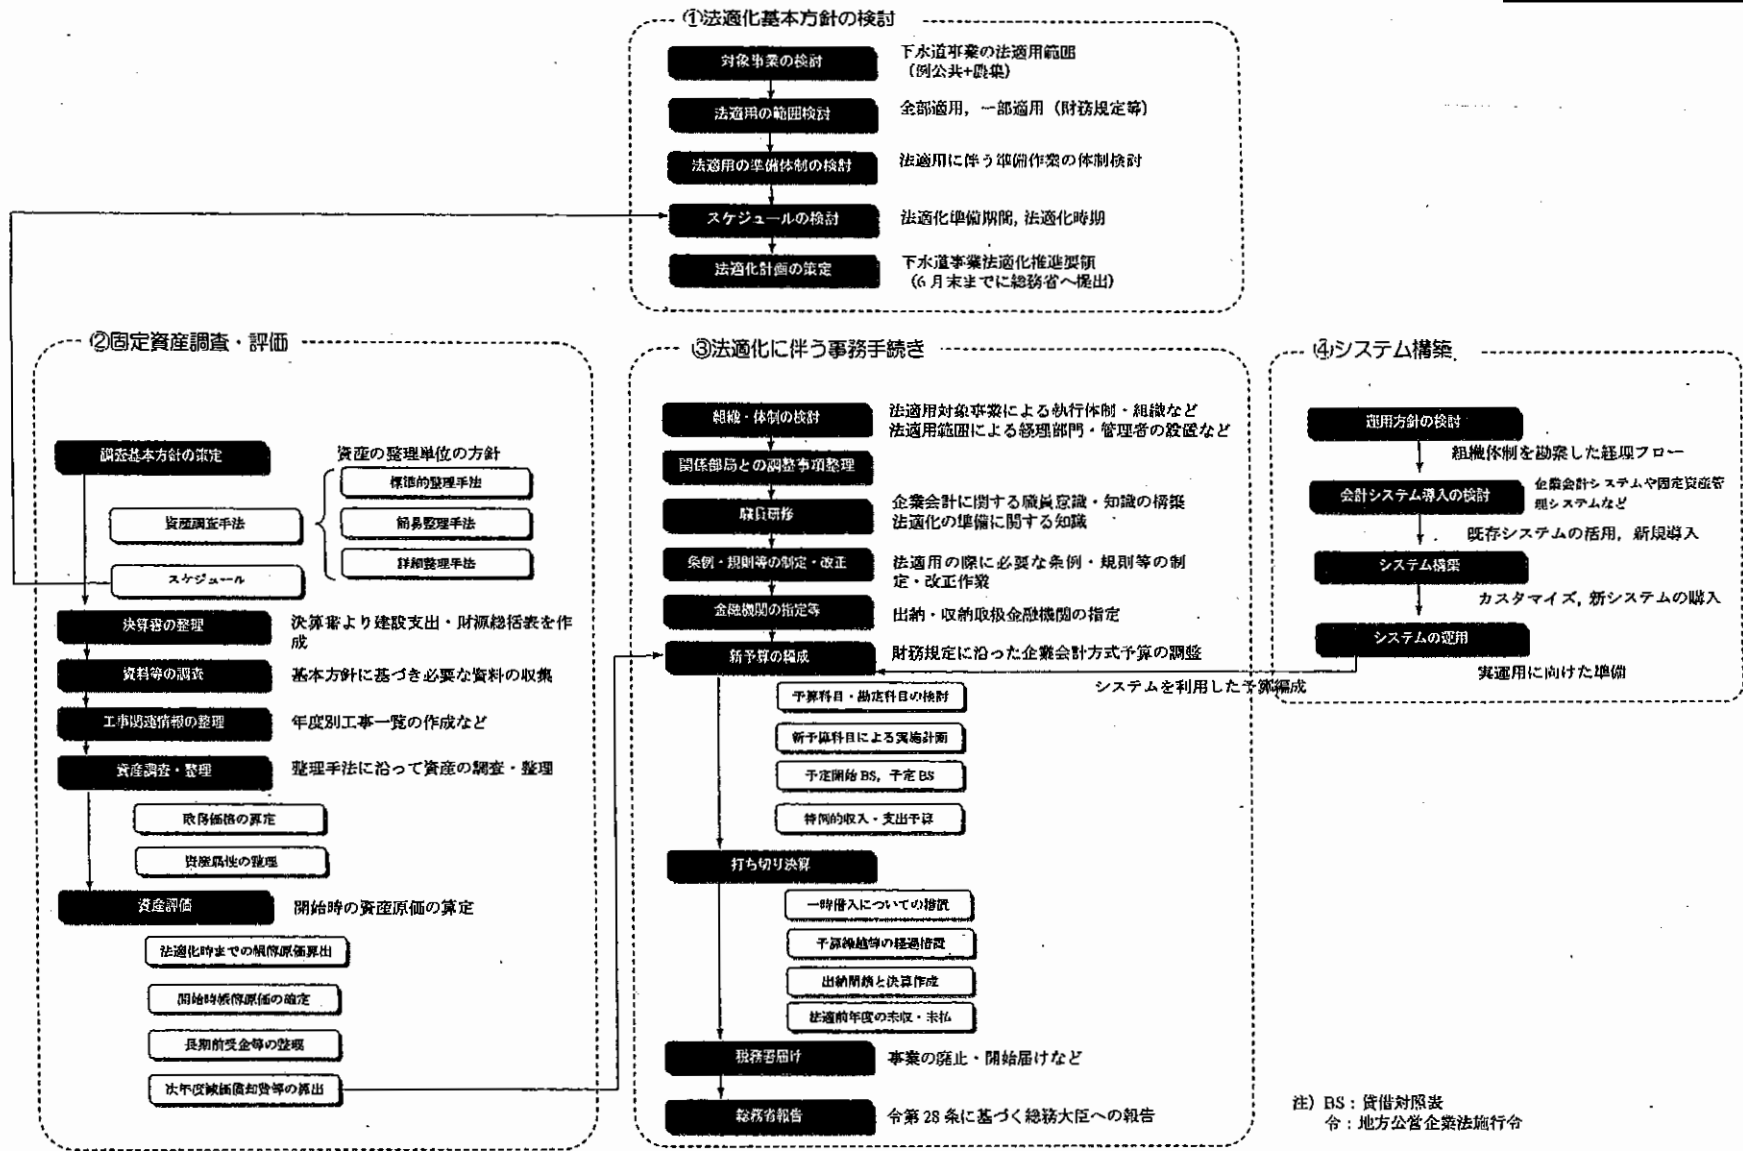 ①法適化基本方針の検討
対象事業の検討
下水道事業の法適用範囲
（例公共+農集）
法適用の範囲検討
全部適用，一部適用（財務規定等）
法適用の準備体制の検討
法適用に伴う準備作業の体制検討
スケジュールの検討
法適化準備期間，法適化時期
法適化計画の策定
下水道事業法適化推進要領
（6月末までに総務省へ提出）
②固定資産調査・評価
調査基本方針の策定
資産の整理単位の方針
標準的整理手法
資産調査手法
簡易整理手法
詳細整理手法
スケジュール
決算書の整理
決算書より建設支出・財源総括表を作
成
資料等の調査
基本方針に基づき必要な資料の収集
工事関連情報の整理
年度別工事一覧の作成など
資産調査・整理
整理手法に沿って資産の調査・整理
取得価格の算定
資産属性の整理
資産評価
開始時の資産原価の算定
法適化時までの帳簿原価算出
開始時帳簿原価の確定
長期前受金等の整理
次年度減価償却費等の算出
③法適化に伴う事務手続き
組織・体制の検討
法適用対象事業による執行体制・組織など
法適用範囲による経理部門・管理者の設置など
関係部局との調整事項整理
職員研修
企業会計に関する職員意識・知識の構築
法適化の準備に関する知識
条例・規則等の制定・改正
法適用の際に必要な条例・規則等の制
定・改正作業
金融機関の指定等
出納・収納取扱金融機関の指定
新予算の編成
財務規定に沿った企業会計方式予算の調整
システムを利用した予算編成
予算科目・勘定科目の検討
新予算科目による実施計画
予定開始BS，予定BS
特例的収入・支出予算
打ち切り決算
一時借入についての措置
予算繰越等の経過措置
出納閉鎖と決算作成
法適前年度の未収・未払
税務署届け
事業の廃止・開始届けなど
総務省報告
令第28条に基づく総務大臣への報告
④システム構築
運用方針の検討
組織体制を勘案した経理フロー
会計システム導入の検討
企業会計システムや固定資産管
理システムなど
既存システムの活用，新規導入
システム構築
カスタマイズ，新システムの購入
システムの運用
実運用に向けた準備
注）BS：貸借対照表
令：地方公営企業法施行令